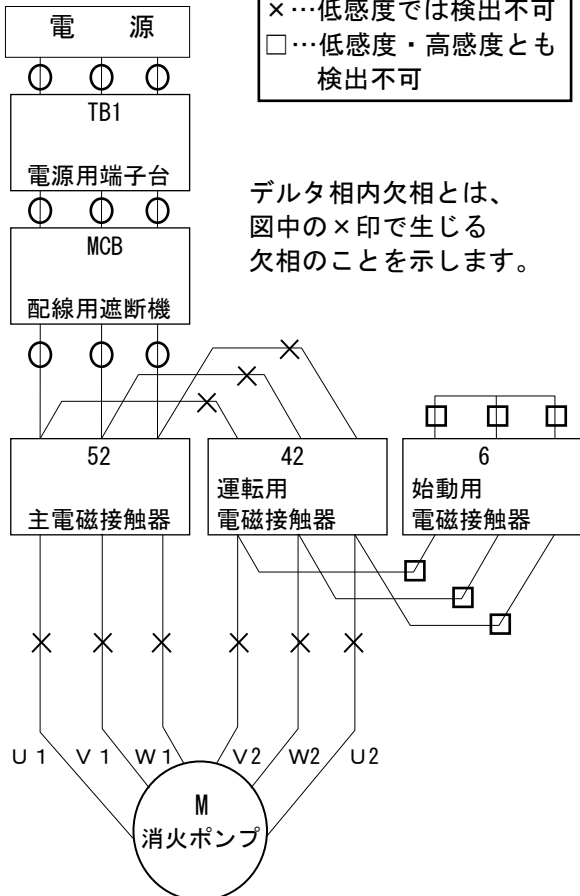 電　源
×…低感度では検出不可
□…低感度・高感度とも
検出不可
TB1
電源用端子台
デルタ相内欠相とは、
図中の×印で生じる
欠相のことを示します。
MCB
配線用遮断機
52
主電磁接触器
42
運転用
電磁接触器
6
始動用
電磁接触器
U1 V1 W1 V2 W2 U2
M
消火ポンプ